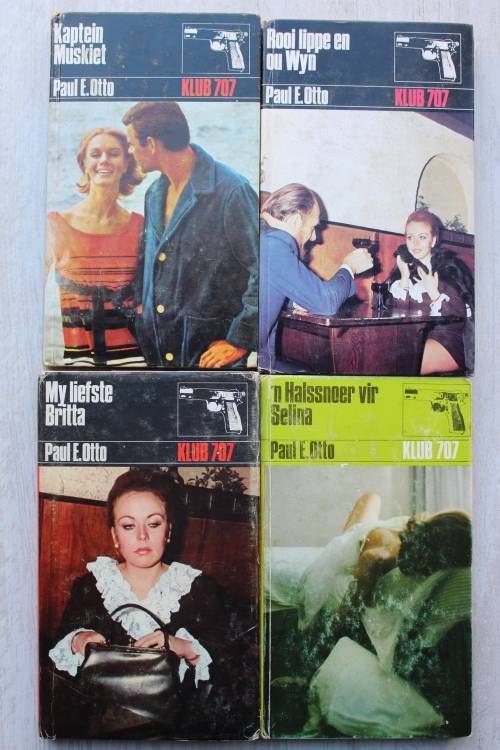 Kaptein
Muskiet
Paul E.Otto KLUB 707
Rooi lippe en
ou Wyn
Paul E.Otto KLUB 707
My liefste
Britta
Paul E.Otto KLUB 707
'n Halssnoer vir
Selina
Paul E.Otto KLUB 707